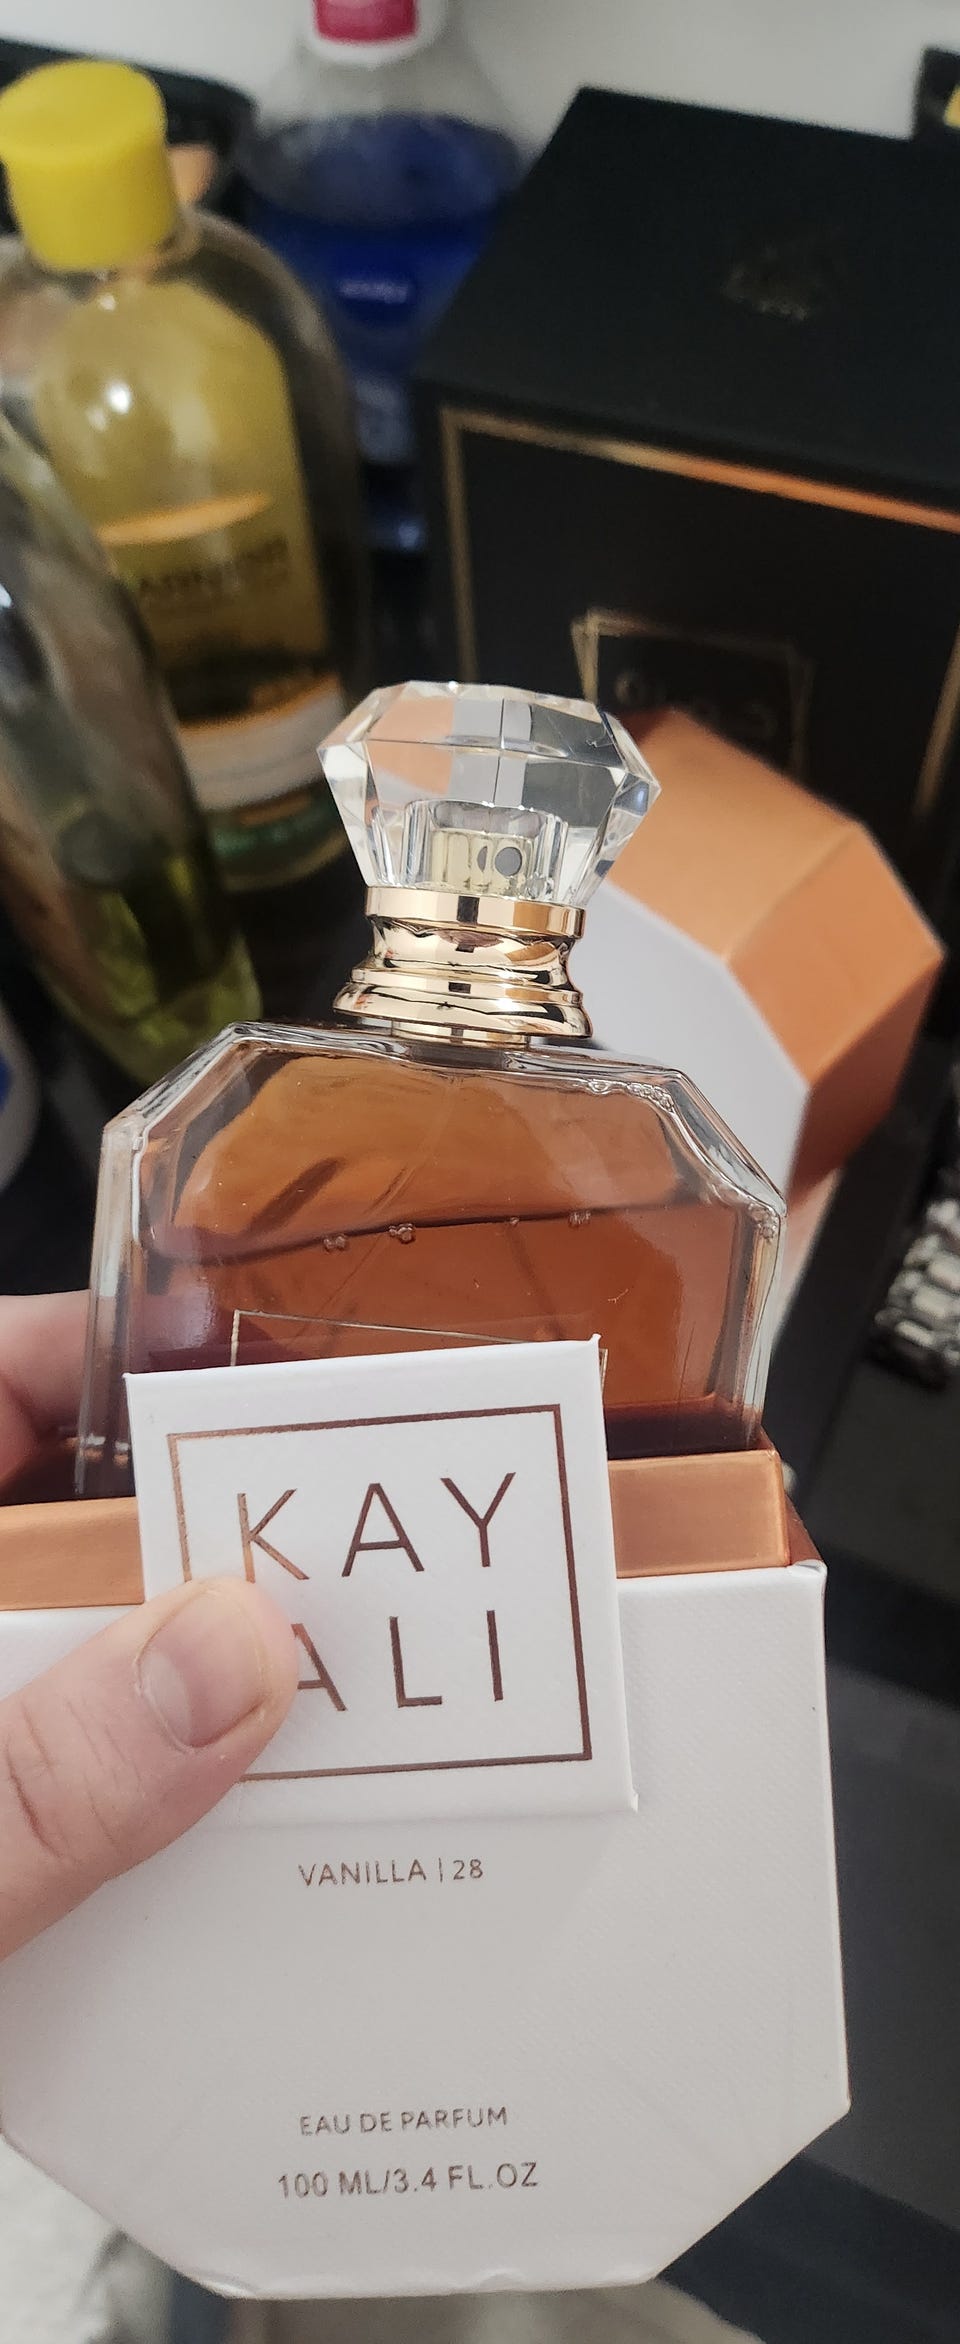 KAY
ALI
VANILLA | 28
EAU DE PARFUM
100 ML/3.4 FL.OZ